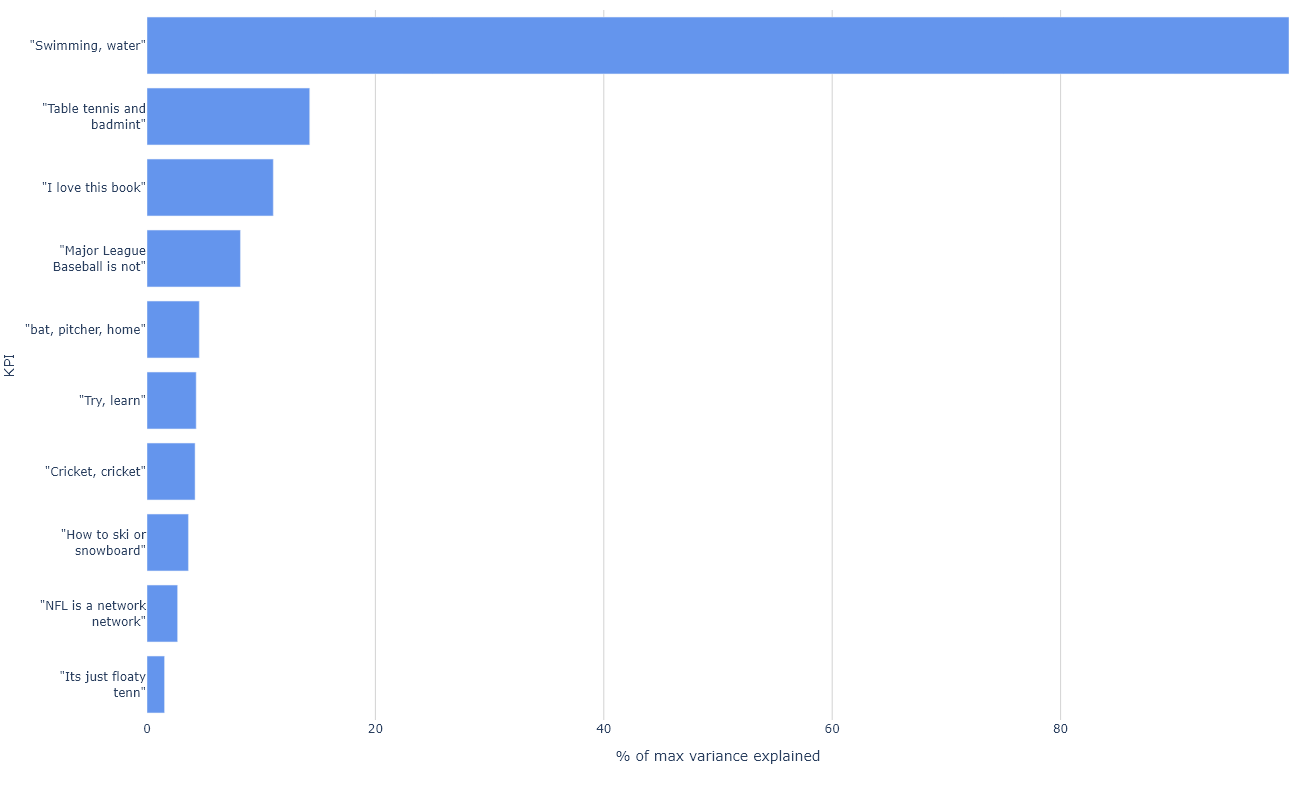 "Swimming, water"
"Table tennis and
badmint"
"I love this book"
"Major League
Baseball is not"
"bat, pitcher, home"
KPI
"Try, learn"
"Cricket, cricket"
"How to ski or
snowboard"
"NFL is a network
network"
"Its just floaty
tenn"
0
20
40
60
80
% of max variance explained